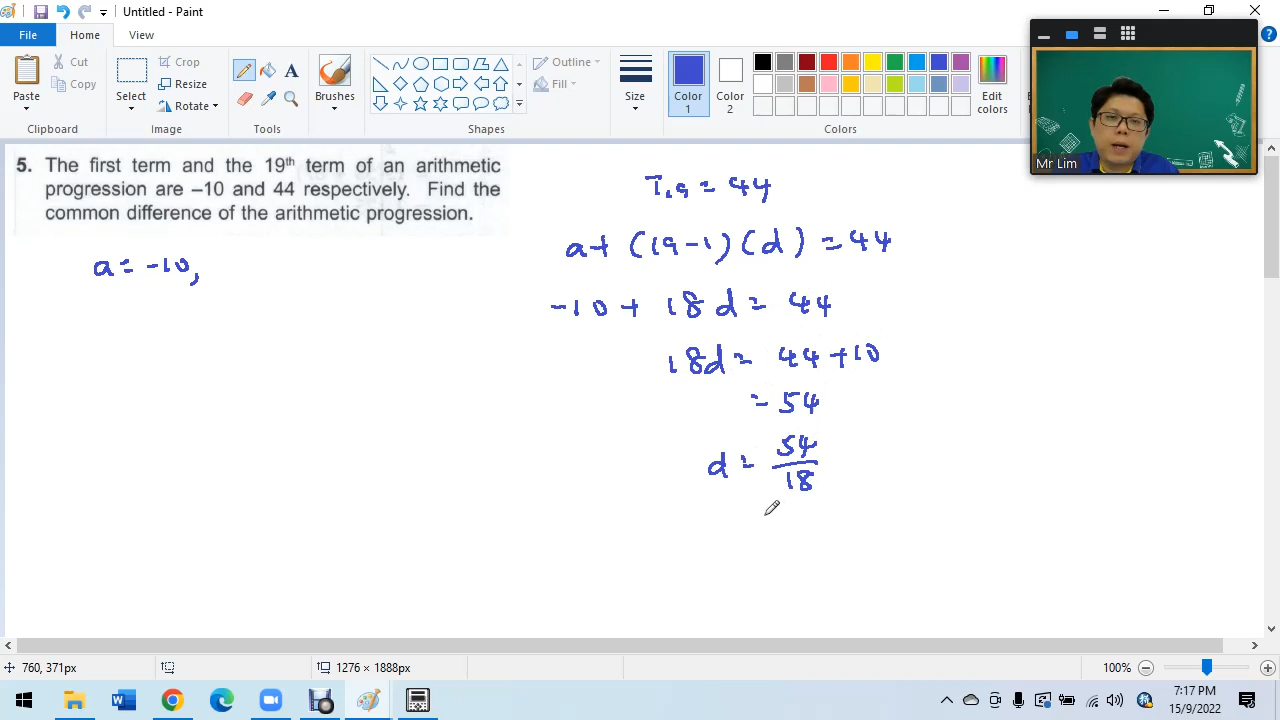 Untitled - Paint
File Home View
Paste Cut Copy Clipboard
Select Crop Resize Rotate Image
Tools
Brushes
Outline Fill Shapes
Size
Color 1 Color 2 Edit colors Colors
Mr Lim
5. The first term and the 19th term of an arithmetic
progression are –10 and 44 respectively. Find the
common difference of the arithmetic progression.
a = -10,
T19 = 44
a + (19-1)(d) = 44
-10 + 18d = 44
18d = 44 + 10
= 54
d = 54/18
760, 371px 1276 × 1888px 100%
7:17 PM
15/9/2022